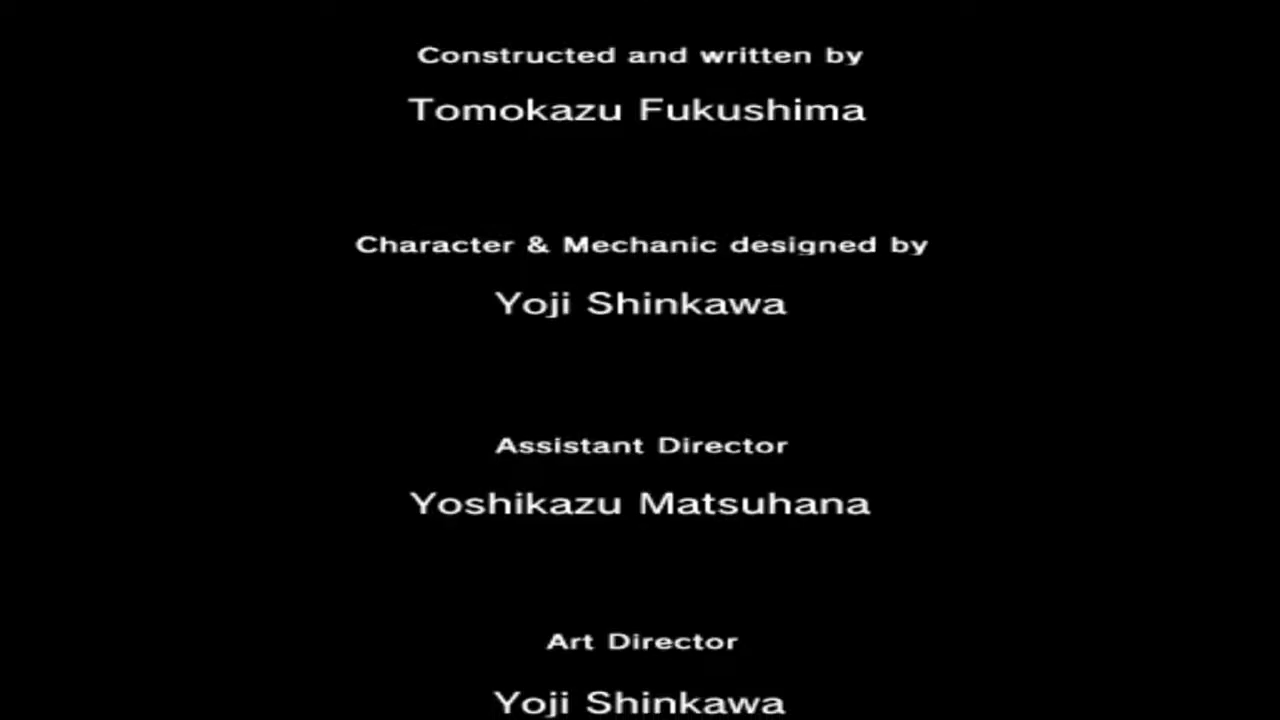 Constructed and written by
Tomokazu Fukushima
Character & Mechanic designed by
Yoji Shinkawa
Assistant Director
Yoshikazu Matsuhana
Art Director
Yoji Shinkawa